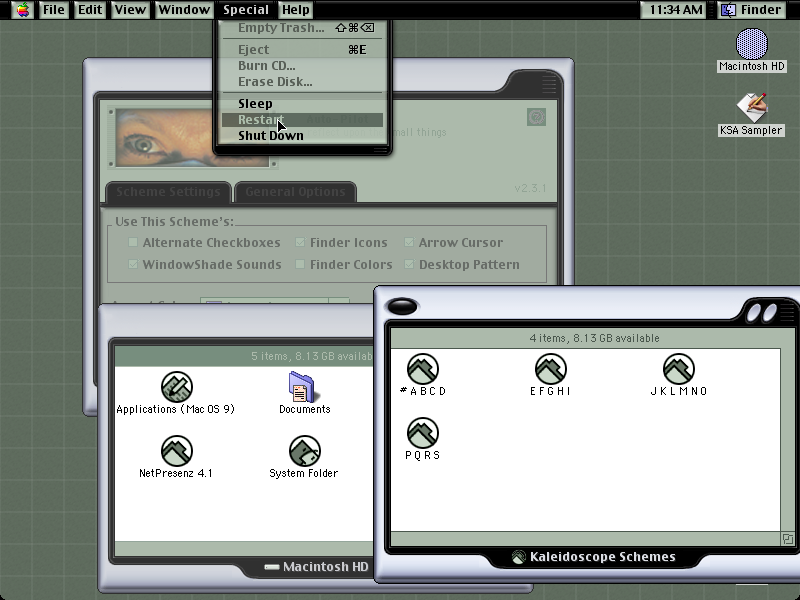 File Edit View Window Special Help 11:34 AM Finder
Empty Trash... ⇧⌘⌫
Eject ⌘E
Burn CD...
Erase Disk...
Sleep
Restart
Shut Down
Macintosh HD
KSA Sampler
small things
Scheme Settings General Options v2.3.1
Use This Scheme's:
Alternate Checkboxes Finder Icons Arrow Cursor
WindowShade Sounds Finder Colors Desktop Pattern
5 items, 8.13 GB availab
Applications (Mac OS 9) Documents
NetPresenz 4.1 System Folder
Macintosh HD
4 items, 8.13 GB available
#ABCD EFGHI JKLMNO
PQRS
Kaleidoscope Schemes